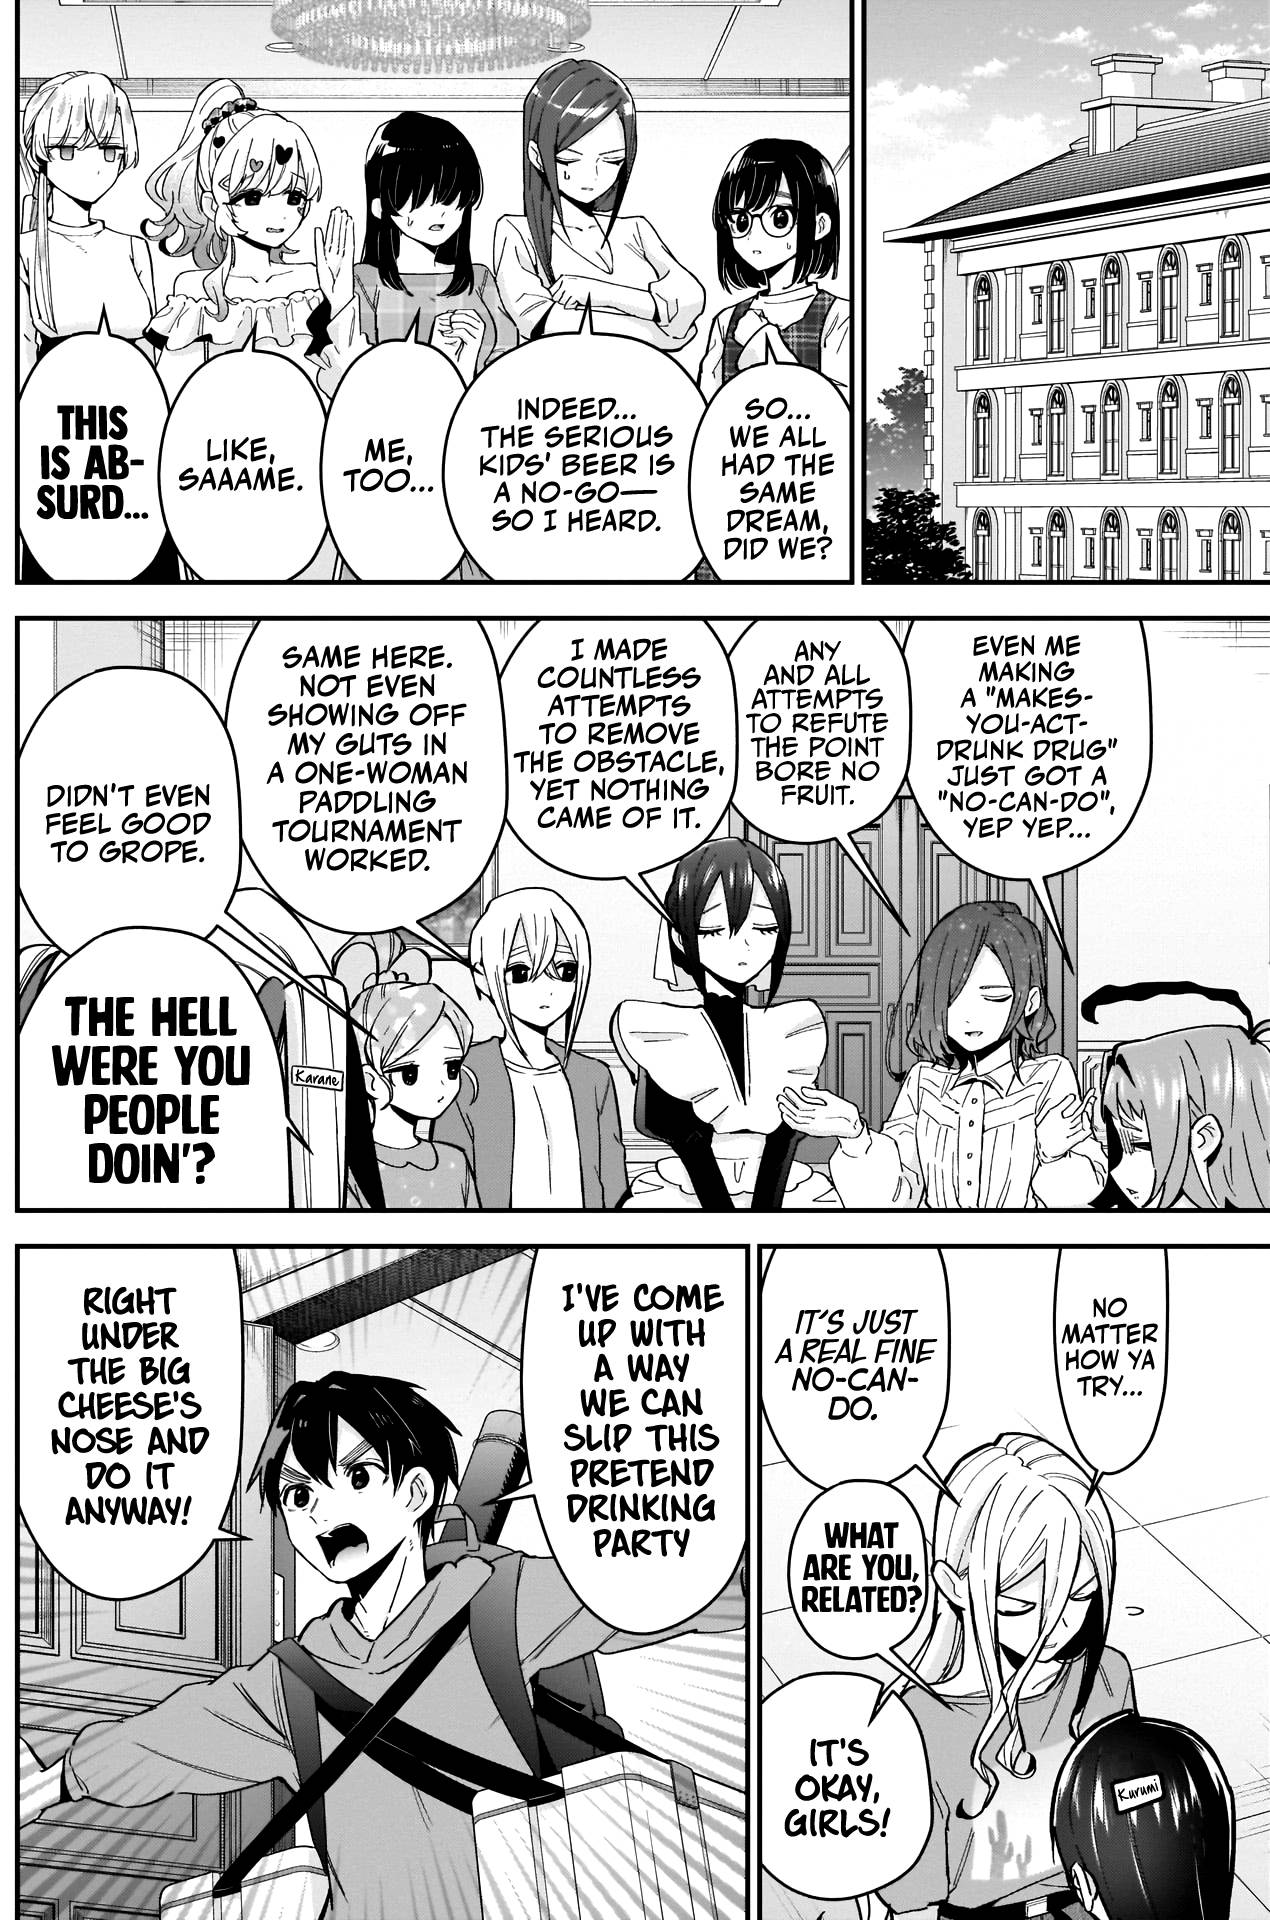 SO...
WE ALL
HAD THE
SAME
DREAM,
DID WE?
INDEED...
THE SERIOUS
KIDS' BEER IS
A NO-GO—
SO I HEARD.
ME,
TOO...
LIKE,
SAAAME.
THIS
IS AB-
SURD...
EVEN ME
MAKING
A "MAKES-
YOU-ACT-
DRUNK DRUG"
JUST GOT A
"NO-CAN-DO",
YEP YEP...
ANY
AND ALL
ATTEMPTS
TO REFUTE
THE POINT
BORE NO
FRUIT.
I MADE
COUNTLESS
ATTEMPTS
TO REMOVE
THE OBSTACLE,
YET NOTHING
CAME OF IT.
SAME HERE.
NOT EVEN
SHOWING OFF
MY GUTS IN
A ONE-WOMAN
PADDLING
TOURNAMENT
WORKED.
DIDN'T EVEN
FEEL GOOD
TO GROPE.
THE HELL
WERE YOU
PEOPLE
DOIN'?
Karane
NO
MATTER
HOW YA
TRY...
IT'S JUST
A REAL FINE
NO-CAN-
DO.
WHAT
ARE YOU,
RELATED?
IT'S
OKAY,
GIRLS!
Kurumi
I'VE COME
UP WITH
A WAY
WE CAN
SLIP THIS
PRETEND
DRINKING
PARTY
RIGHT
UNDER
THE BIG
CHEESE'S
NOSE AND
DO IT
ANYWAY!